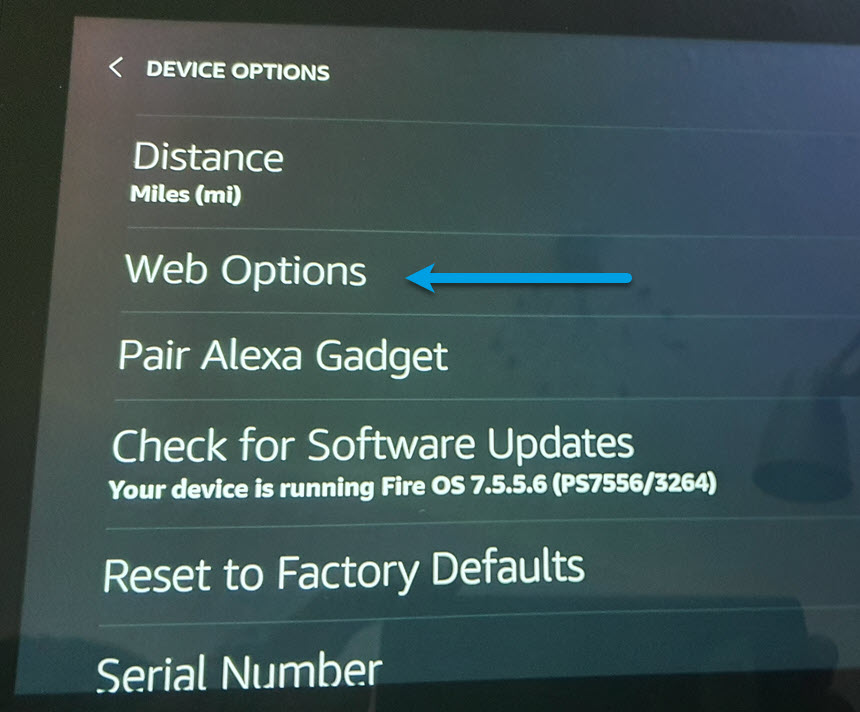 DEVICE OPTIONS
Distance
Miles (mi)
Web Options
Pair Alexa Gadget
Check for Software Updates
Your device is running Fire OS 7.5.5.6 (PS7556/3264)
Reset to Factory Defaults
Serial Number